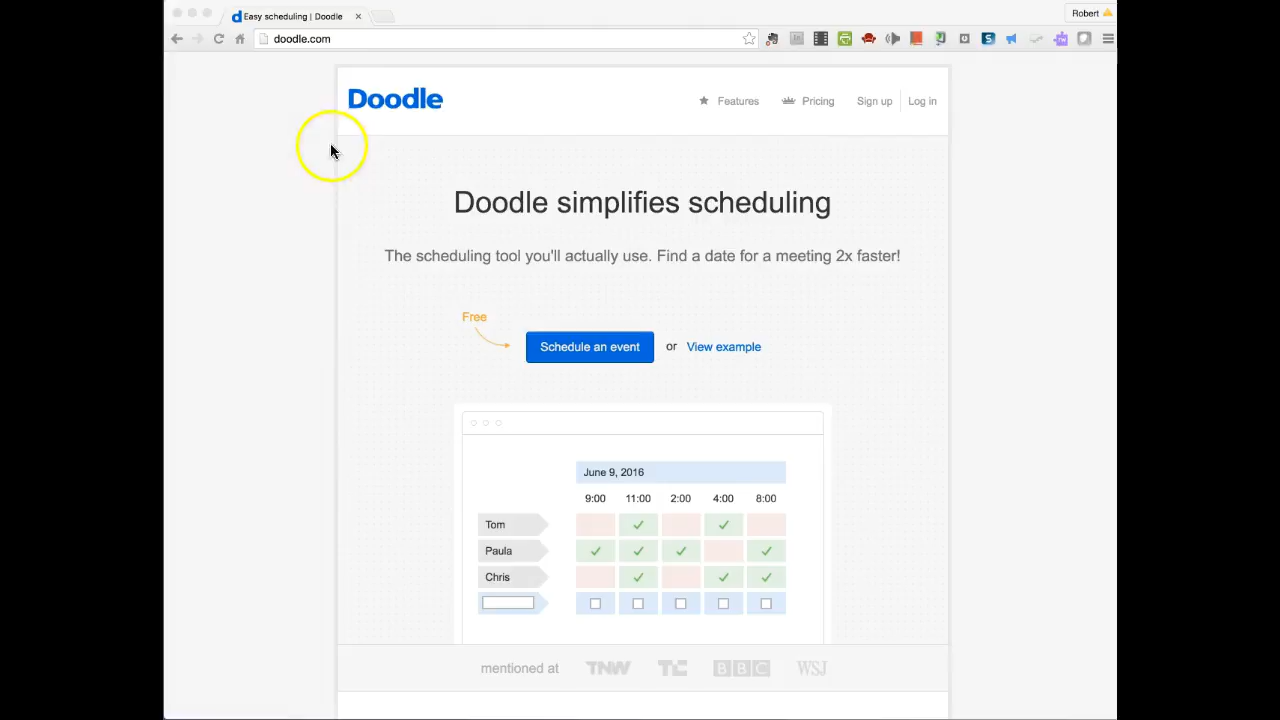 Easy scheduling | Doodle
Robert
doodle.com
Doodle
Features
Pricing
Sign up
Log in
Doodle simplifies scheduling
The scheduling tool you'll actually use. Find a date for a meeting 2x faster!
Free
Schedule an event or View example
June 9, 2016
9:00 11:00 2:00 4:00 8:00
Tom
Paula
Chris
mentioned at TNW TC BBC WSJ